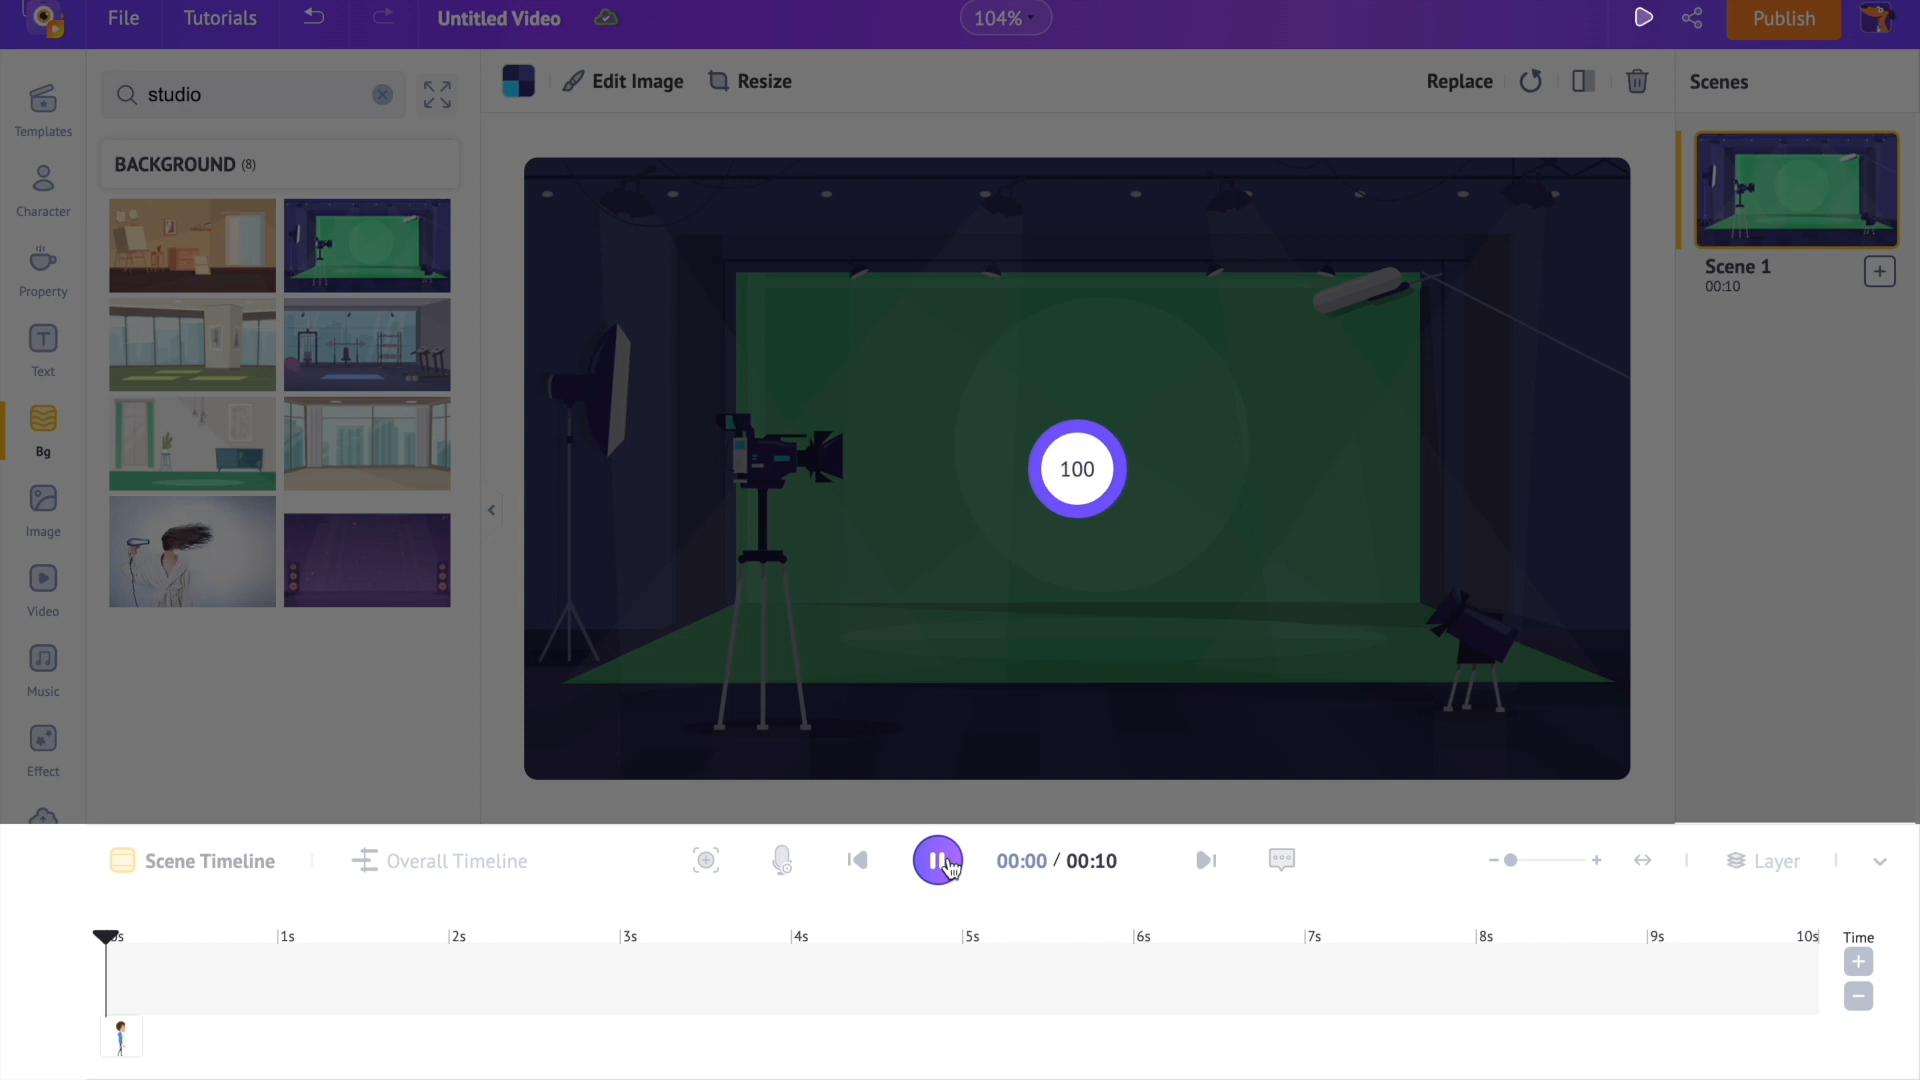 File
Tutorials
Untitled Video
104%
Publish
Templates
Character
Property
Text
Bg
Image
Video
Music
Effect
studio
BACKGROUND (8)
Edit Image
Resize
Replace
Scenes
Scene 1
00:10
100
Scene Timeline
Overall Timeline
00:00 / 00:10
Layer
1s
2s
3s
4s
5s
6s
7s
8s
9s
10s
Time